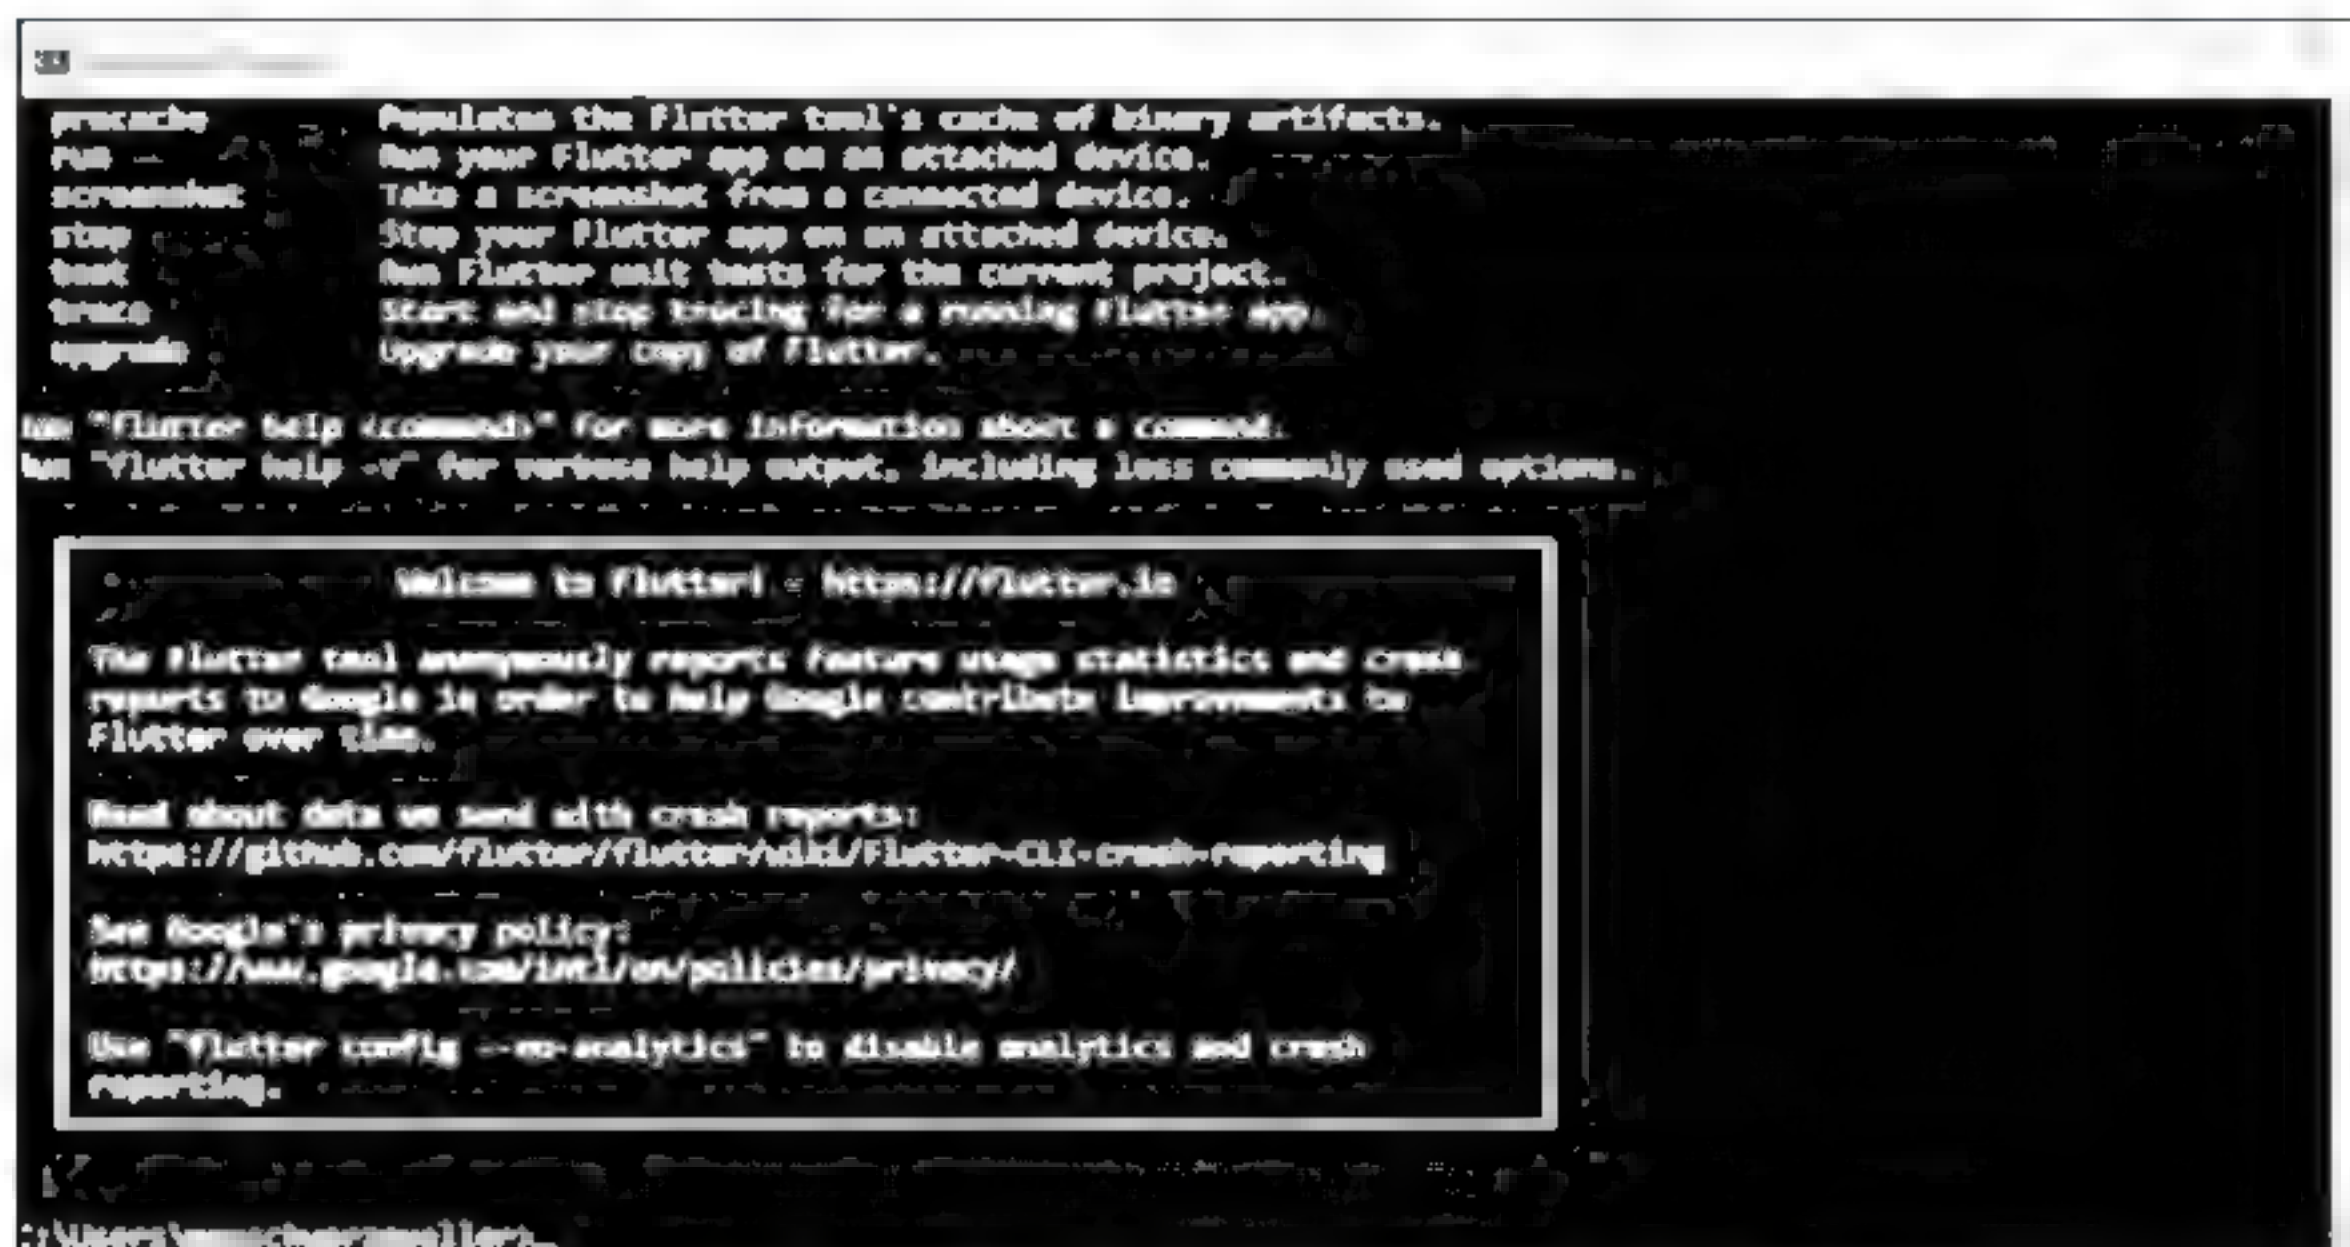 precache Populates the Flutter tool's cache of binary artifacts.
run Run your Flutter app on an attached device.
screenshot Take a screenshot from a connected device.
stop Stop your Flutter app on an attached device.
test Run Flutter unit tests for the current project.
trace Start and stop tracing for a running Flutter app.
upgrade Upgrade your copy of Flutter.
Run "flutter help <command>" for more information about a command.
Run "flutter help -v" for verbose help output, including less commonly used options.
Welcome to Flutter! - https://flutter.io
The Flutter tool anonymously reports feature usage statistics and crash
reports to Google in order to help Google contribute improvements to
Flutter over time.
Read about data we send with crash reports:
https://github.com/flutter/flutter/wiki/Flutter-CLI-crash-reporting
See Google's privacy policy:
https://www.google.com/intl/en/policies/privacy/
Use "flutter config --no-analytics" to disable analytics and crash
reporting.